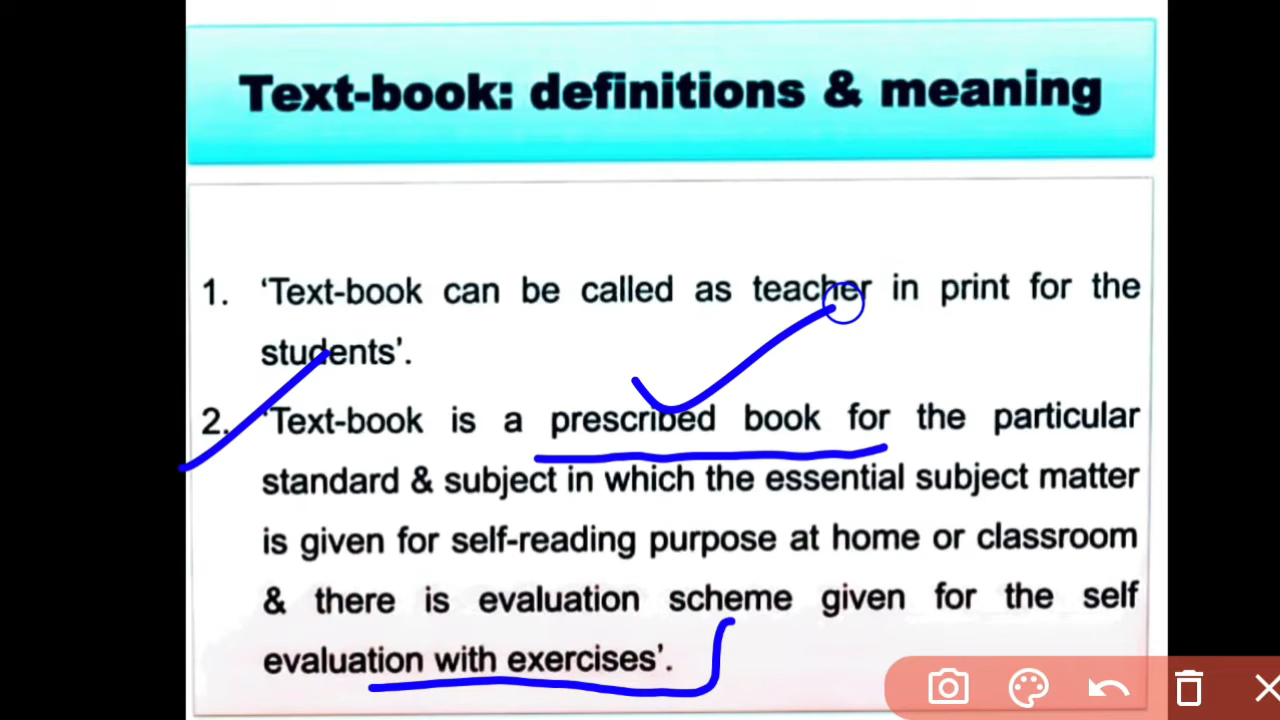 Text-book: definitions & meaning
1. ‘Text-book can be called as teacher in print for the
students’.
2. ‘Text-book is a prescribed book for the particular
standard & subject in which the essential subject matter
is given for self-reading purpose at home or classroom
& there is evaluation scheme given for the self
evaluation with exercises’.